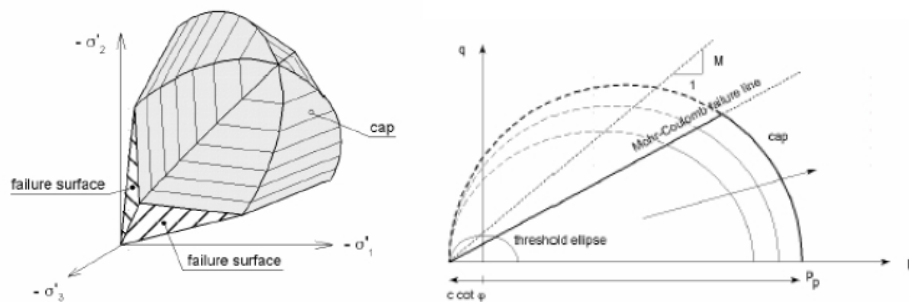 - σ'2
cap
failure surface
- σ'1
failure surface
- σ'3
q
M
1
Mohr-Coulomb failure line
cap
threshold ellipse
Pp
c cot φ